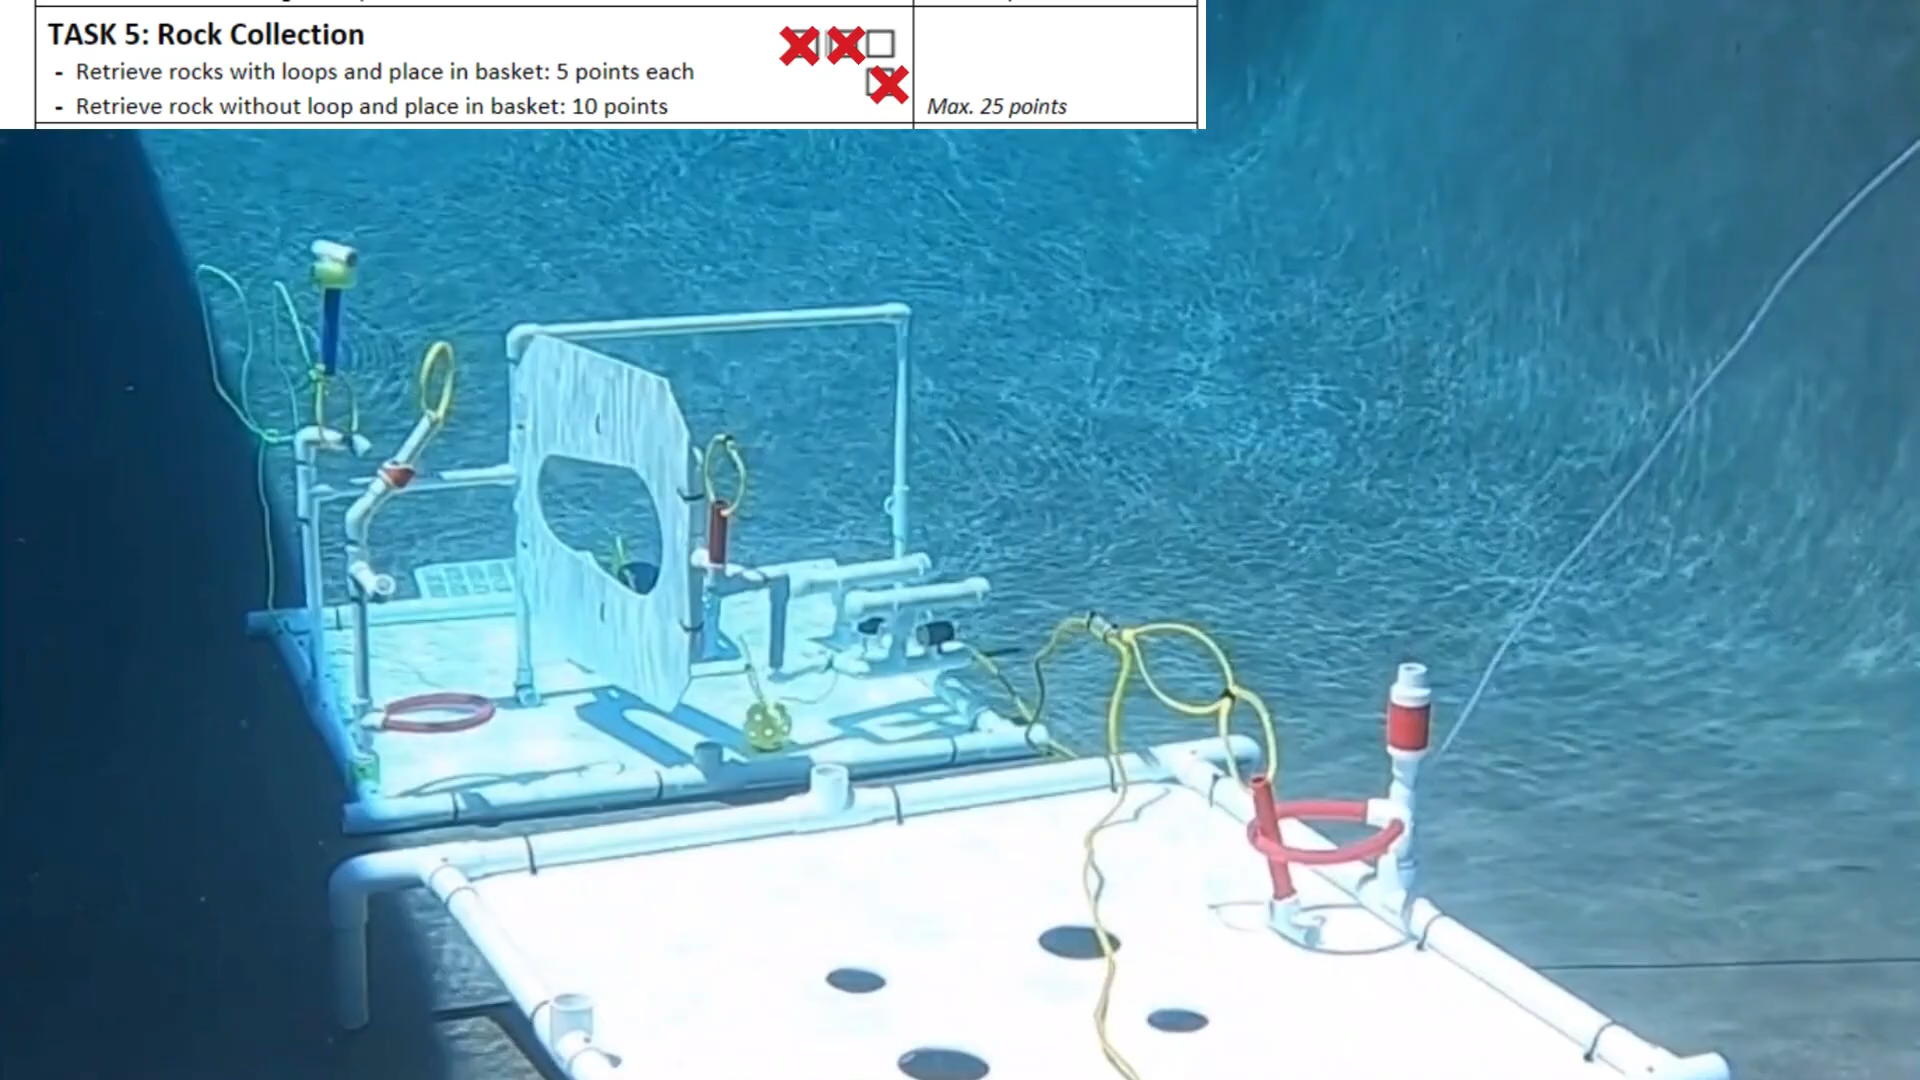 TASK 5: Rock Collection
- Retrieve rocks with loops and place in basket: 5 points each
- Retrieve rock without loop and place in basket: 10 points
Max. 25 points